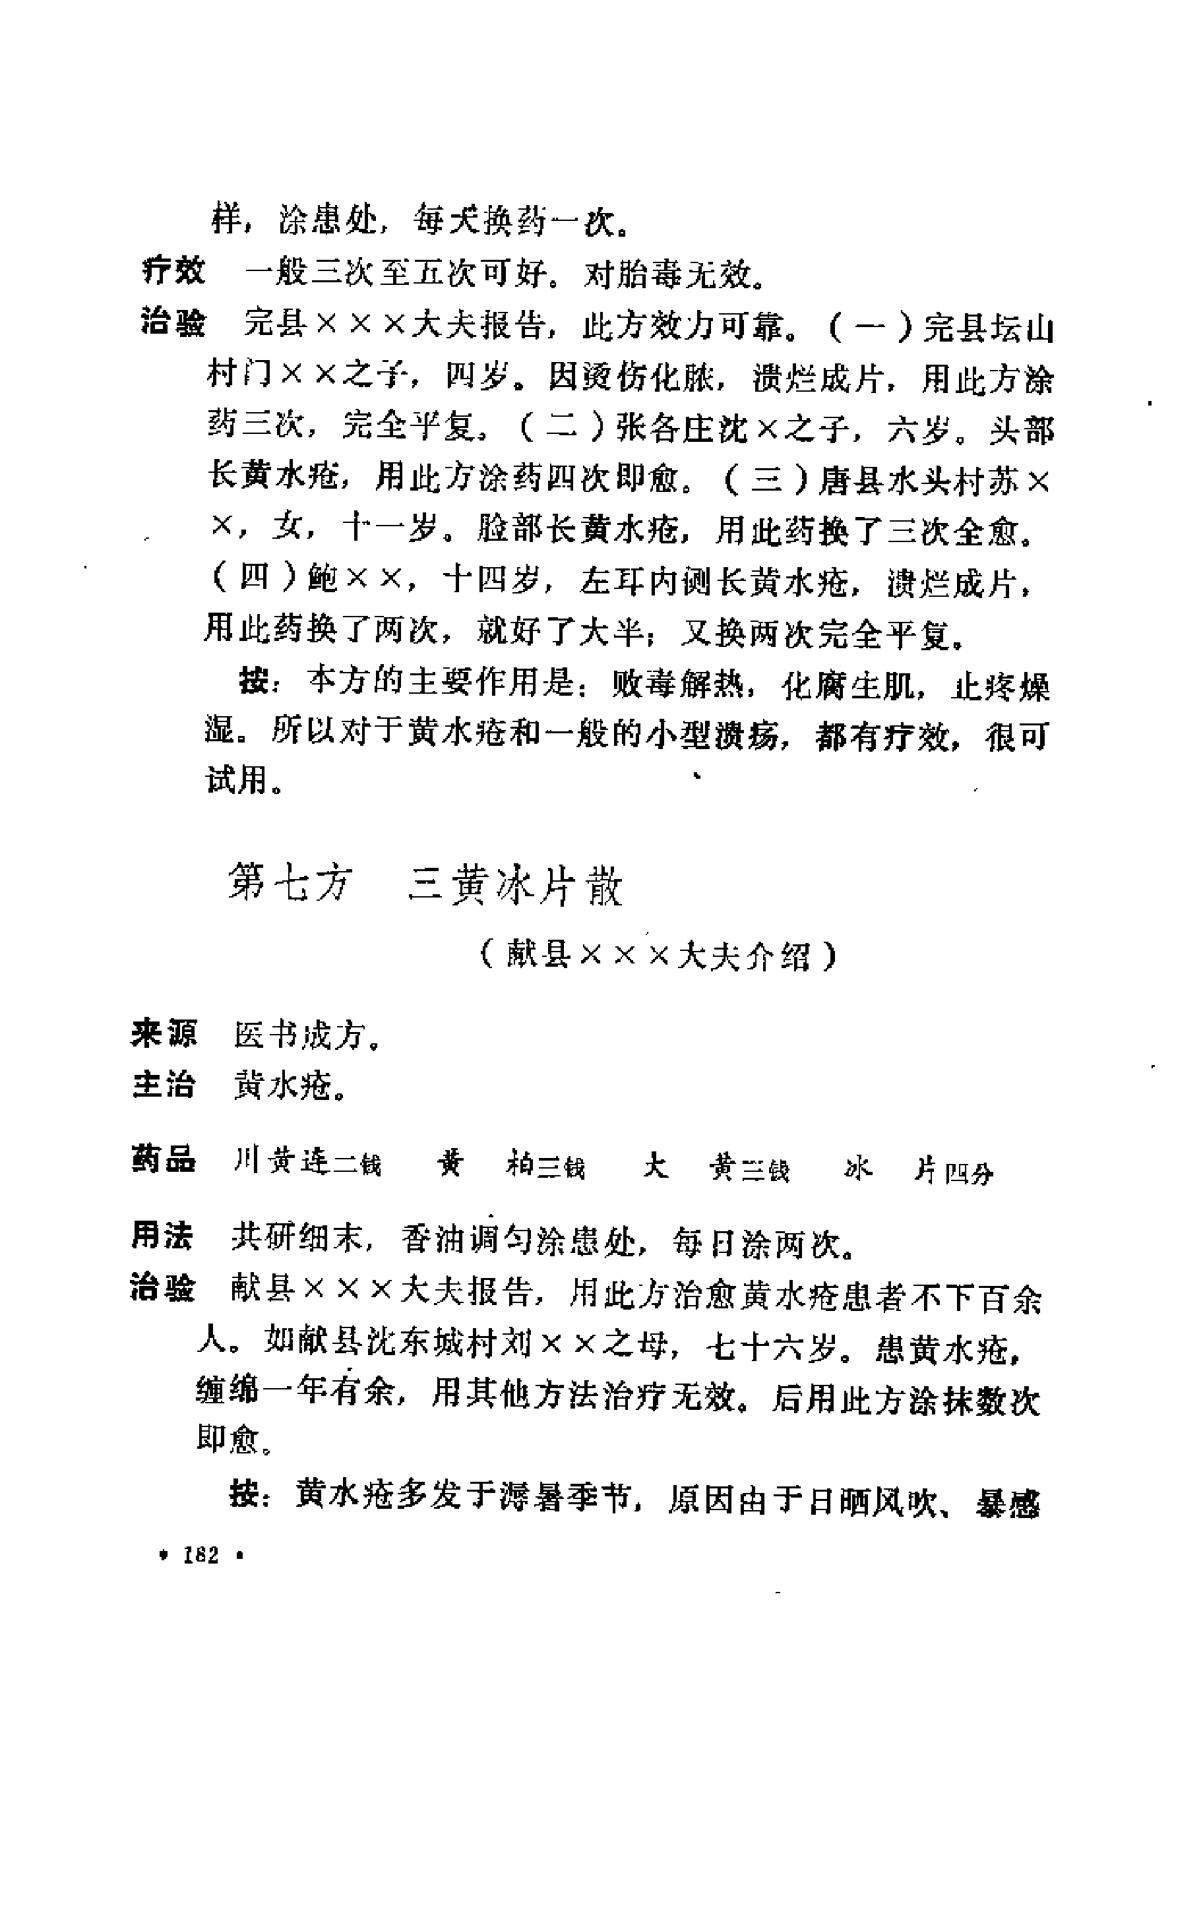 样，涂患处，每天换药一次。
疗效　一般三次至五次可好。对胎毒无效。
治验　完县×××大夫报告，此方效力可靠。（一）完县坛山
村门××之子，四岁。因烫伤化脓，溃烂成片，用此方涂
药三次，完全平复。（二）张各庄沈×之子，六岁。头部
长黄水疮，用此方涂药四次即愈。（三）唐县水头村苏×
×，女，十一岁。脸部长黄水疮，用此药换了三次全愈。
（四）鲍××，十四岁，左耳内侧长黄水疮，溃烂成片，
用此药换了两次，就好了大半；又换两次完全平复。
按：本方的主要作用是：败毒解热，化腐生肌，止疼燥
湿。所以对于黄水疮和一般的小型溃疡，都有疗效，很可
试用。
第七方　三黄冰片散
（献县×××大夫介绍）
来源　医书成方。
主治　黄水疮。
药品　川黄连二钱　黄　柏三钱　大　黄三钱　冰　片四分
用法　共研细末，香油调匀涂患处，每日涂两次。
治验　献县×××大夫报告，用此方治愈黄水疮患者不下百余
人。如献县沈东城村刘××之母，七十六岁。患黄水疮，
缠绵一年有余，用其他方法治疗无效。后用此方涂抹数次
即愈。
按：黄水疮多发于溽暑季节，原因由于日晒风吹、暴感
• 182 •